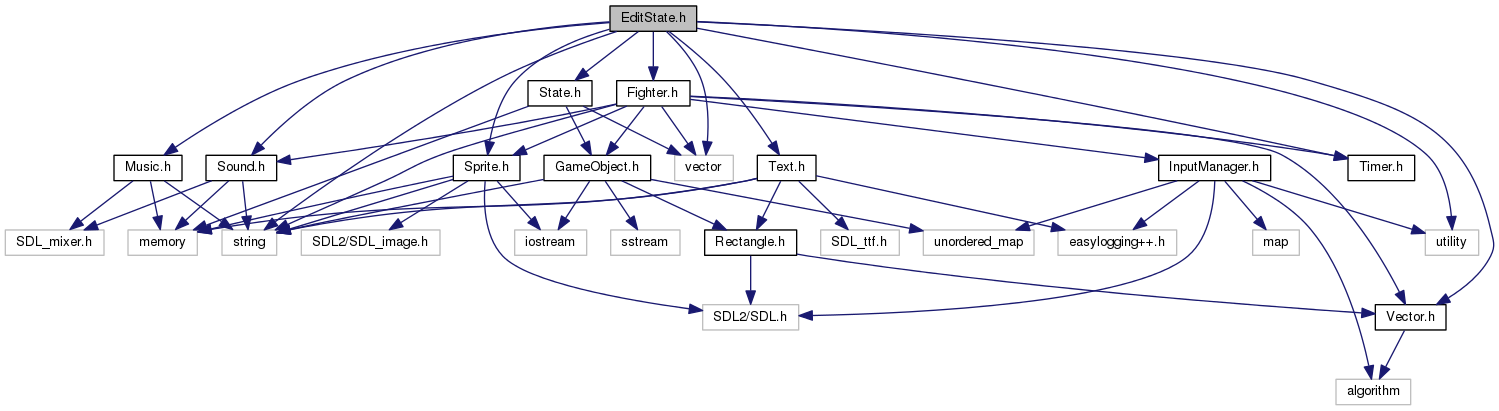 EditState.h
State.h
Fighter.h
Music.h
Sound.h
Sprite.h
GameObject.h
vector
Text.h
InputManager.h
Timer.h
SDL_mixer.h
memory
string
SDL2/SDL_image.h
iostream
sstream
Rectangle.h
SDL_ttf.h
unordered_map
easylogging++.h
map
utility
SDL2/SDL.h
Vector.h
algorithm